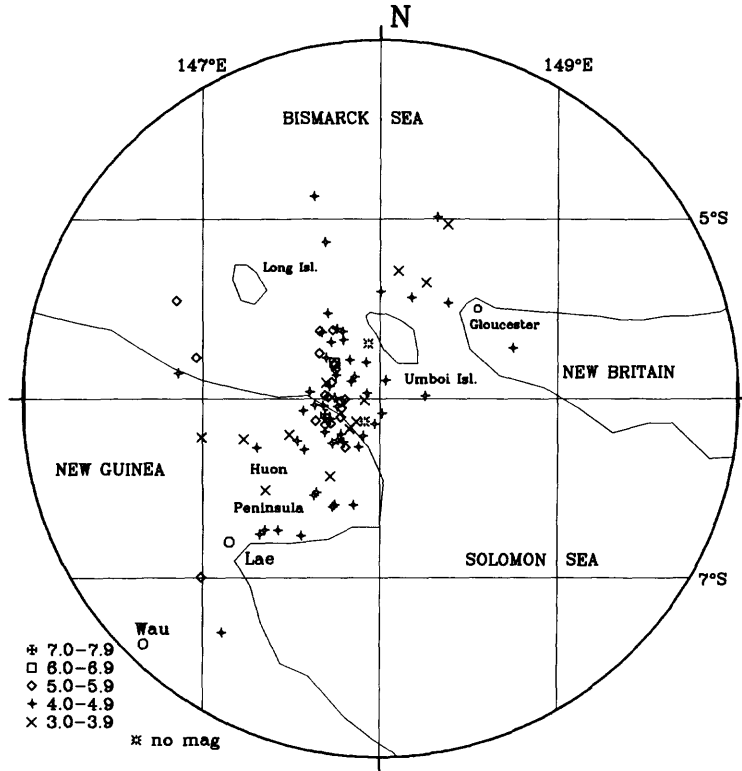 N
147°E 149°E
BISMARCK SEA
5°S
Long Isl.
Gloucester
NEW BRITAIN
Umboi Isl.
NEW GUINEA
Huon
Peninsula
Lae
SOLOMON SEA
7°S
Wau
7.0-7.9
6.0-6.9
5.0-5.9
4.0-4.9
3.0-3.9
no mag